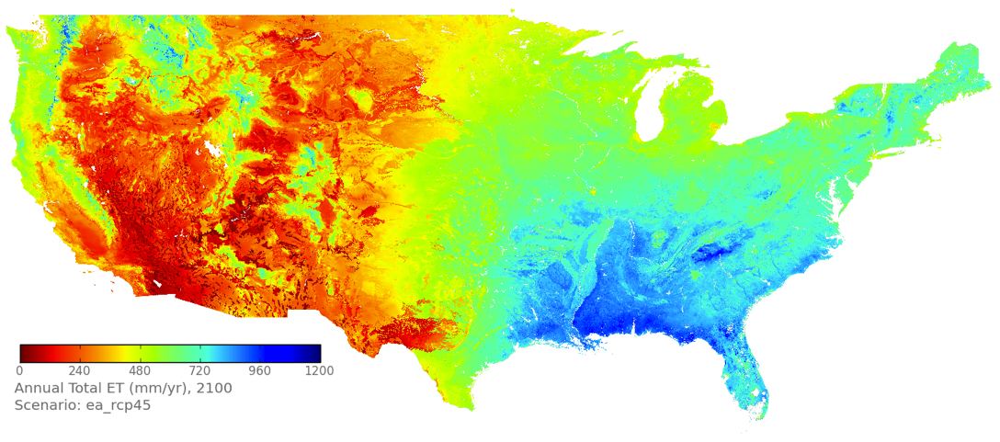 0 240 480 720 960 1200
Annual Total ET (mm/yr), 2100
Scenario: ea_rcp45